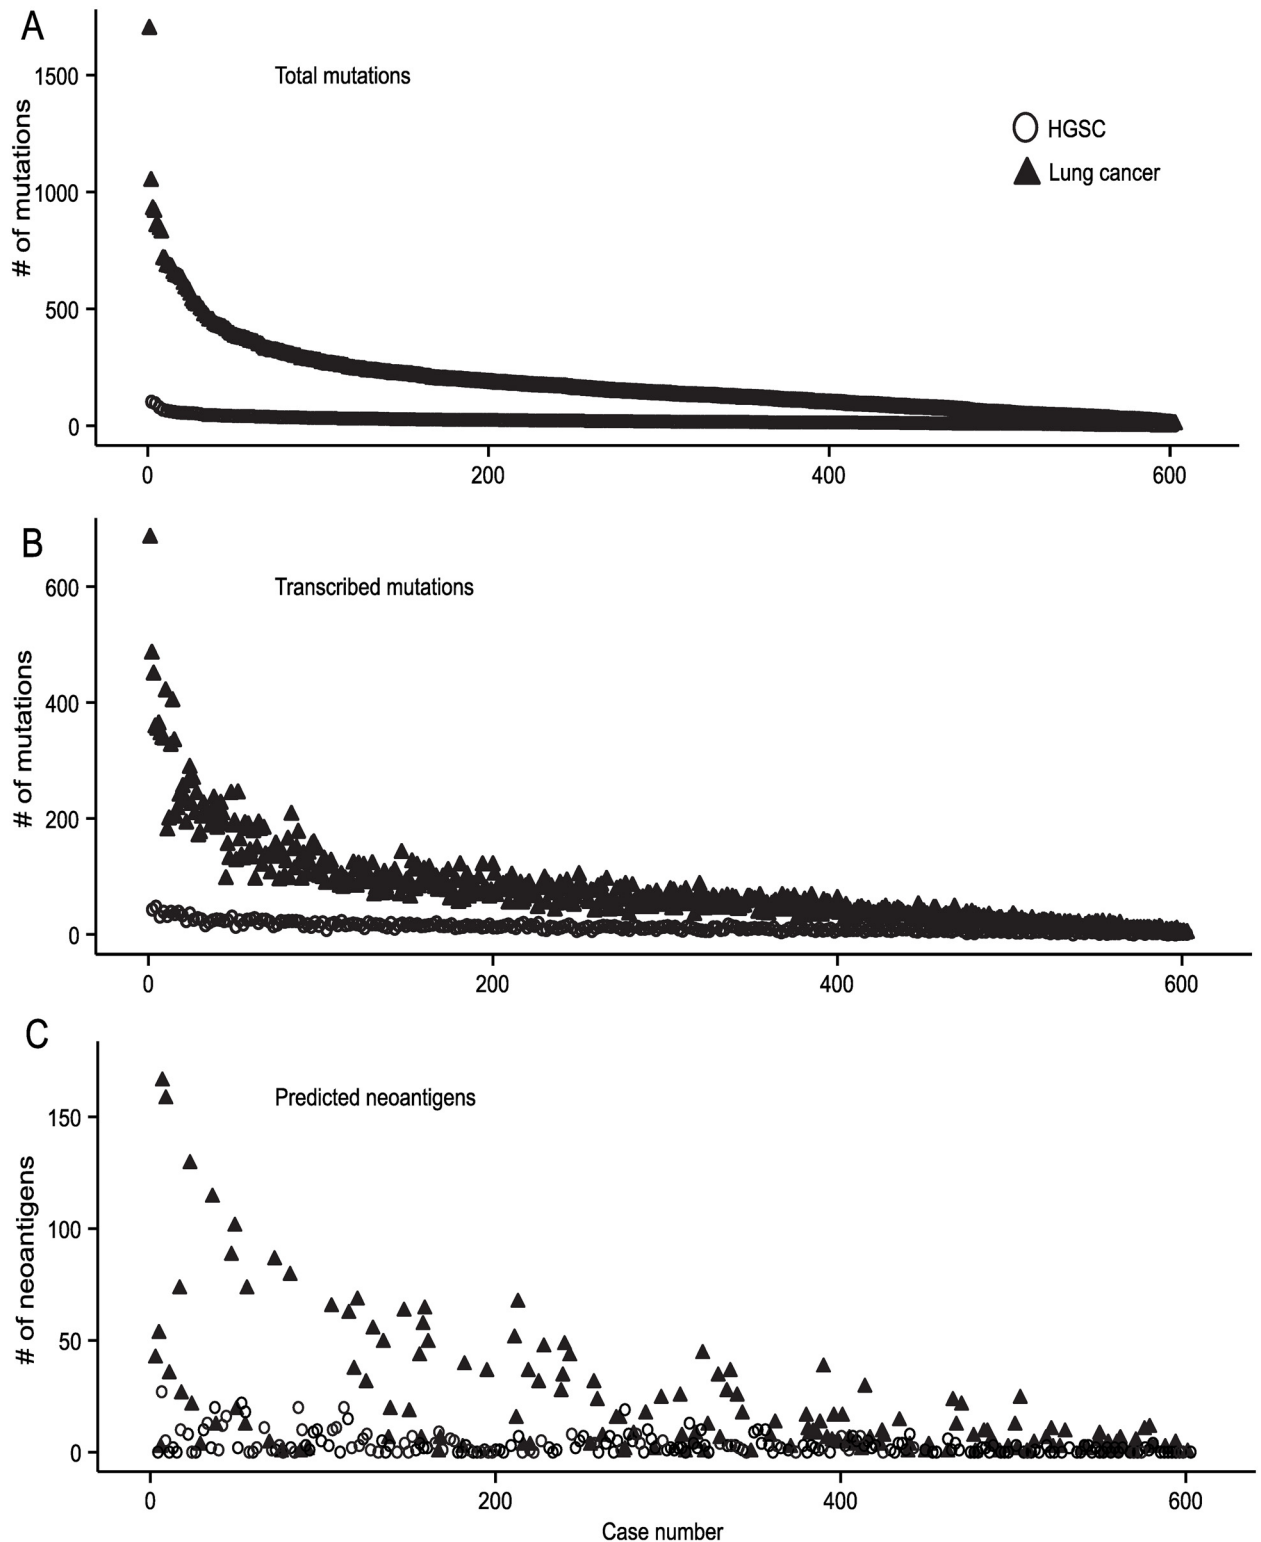 A
Total mutations
HGSC
Lung cancer
# of mutations
1500
1000
500
0
0 200 400 600
B
Transcribed mutations
# of mutations
600
400
200
0
0 200 400 600
C
Predicted neoantigens
# of neoantigens
150
100
50
0
0 200 400 600
Case number